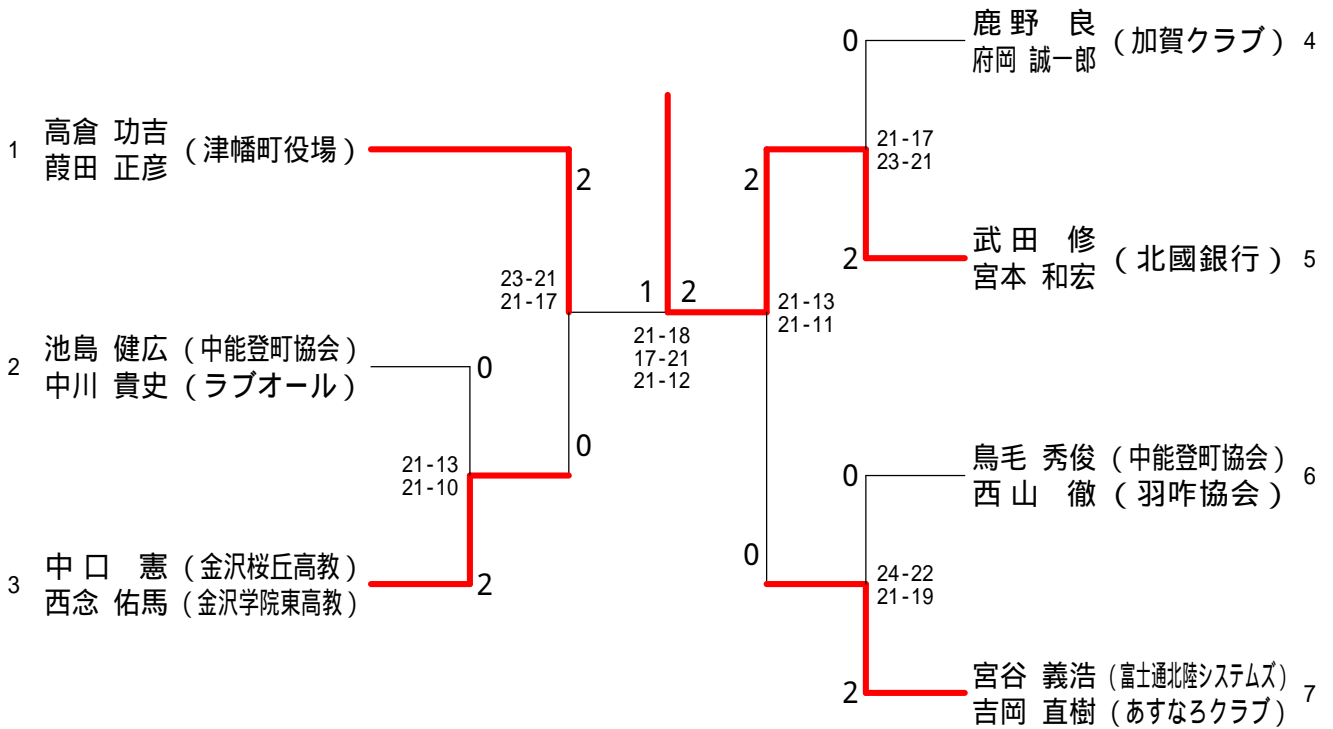 1
高倉 功吉
葭田 正彦
(津幡町役場)
2
池島 健広 (中能登町協会)
中川 貴史 (ラブオール)
3
中口 憲 (金沢桜丘高教)
西念 佑馬 (金沢学院東高教)
2
23-21
21-17
0
21-13
21-10
2
0
1
2
21-18
17-21
21-12
2
21-13
21-11
0
0
21-17
23-21
2
0
24-22
21-19
2
鹿野 良
府岡 誠一郎
(加賀クラブ)
4
武田 修
宮本 和宏
(北國銀行)
5
鳥毛 秀俊 (中能登町協会)
西山 徹 (羽咋協会)
6
宮谷 義浩 (富士通北陸システムズ)
吉岡 直樹 (あすなろクラブ)
7